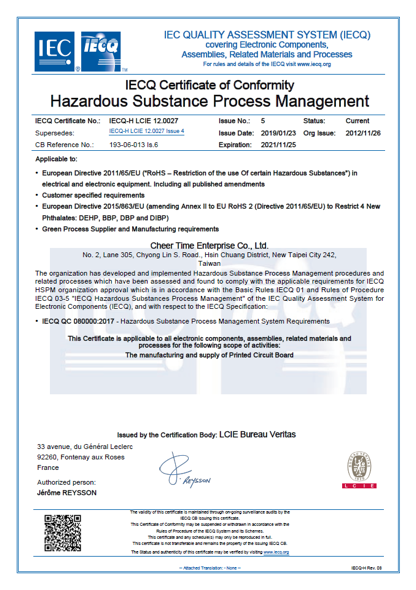 IEC
IECQ
IEC QUALITY ASSESSMENT SYSTEM (IECQ)
covering Electronic Components,
Assemblies, Related Materials and Processes
For rules and details of the IECQ visit www.iecq.org
IECQ Certificate of Conformity
Hazardous Substance Process Management
IECQ Certificate No.: IECQ-H LCIE 12.0027 Issue No.: 5 Status: Current
Supersedes: IECQ-H LCIE 12.0027 Issue 4 Issue Date: 2019/01/23 Org Issue: 2012/11/26
CB Reference No.: 193-06-013 Is.6 Expiration: 2021/11/25
Applicable to:
• European Directive 2011/65/EU ("RoHS – Restriction of the use Of certain Hazardous Substances") in
electrical and electronic equipment. Including all published amendments
• Customer specified requirements
• European Directive 2015/863/EU (amending Annex II to EU RoHS 2 (Directive 2011/65/EU) to Restrict 4 New
Phthalates: DEHP, BBP, DBP and DIBP)
• Green Process Supplier and Manufacturing requirements
Cheer Time Enterprise Co., Ltd.
No. 2, Lane 305, Chyong Lin S. Road., Hsin Chuang District, New Taipei City 242,
Taiwan
The organization has developed and implemented Hazardous Substance Process Management procedures and
related processes which have been assessed and found to comply with the applicable requirements for IECQ
HSPM organization approval which is in accordance with the Basic Rules IECQ 01 and Rules of Procedure
IECQ 03-5 "IECQ Hazardous Substances Process Management" of the IEC Quality Assessment System for
Electronic Components (IECQ), and with respect to the IECQ Specification:
• IECQ QC 080000:2017 - Hazardous Substance Process Management System Requirements
This Certificate is applicable to all electronic components, assemblies, related materials and
processes for the following scope of activities:
The manufacturing and supply of Printed Circuit Board
Issued by the Certification Body: LCIE Bureau Veritas
33 avenue, du Général Leclerc
92260, Fontenay aux Roses
France
Authorized person:
Jérôme REYSSON
J. Reysson
LCIE
The validity of this certificate is maintained through on-going surveillance audits by the
IECQ CB issuing this certificate.
This Certificate of Conformity may be suspended or withdrawn in accordance with the
Rules of Procedure of the IECQ System and its Schemes.
This certificate and any schedule(s) may only be reproduced in full.
This certificate is not transferable and remains the property of the issuing IECQ CB.
The Status and authenticity of this certificate may be verified by visiting www.iecq.org
-- Attached Translation: - None --
IECQ-H Rev. 08